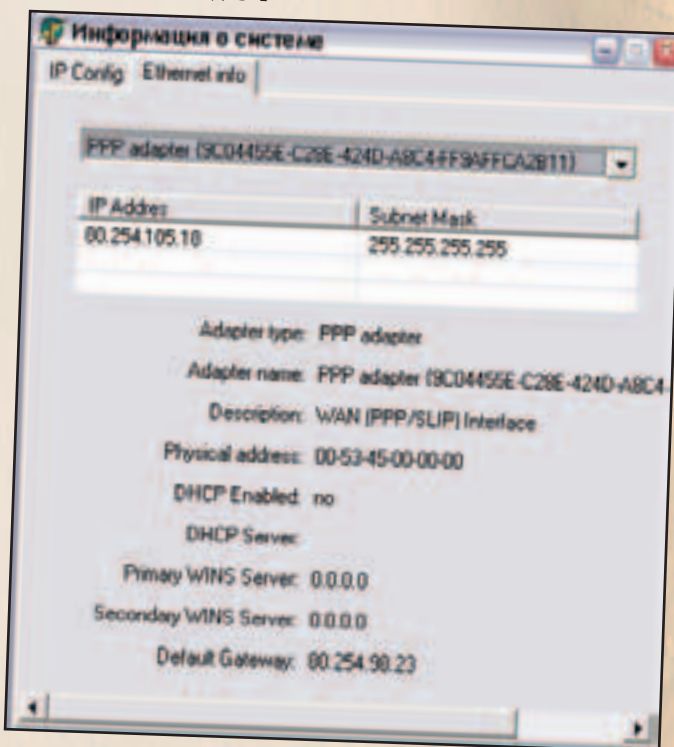 Информация о системе
IP Config Ethernet info
PPP adapter (9C04455E-C28E-424D-A8C4-FF9AFFCA2B11)
IP Addres Subnet Mask
80.254.105.18 255.255.255.255
Adapter type: PPP adapter
Adapter name: PPP adapter (9C04455E-C28E-424D-A8C4-
Description: WAN (PPP/SLIP) Interface
Physical address: 00-53-45-00-00-00
DHCP Enabled: no
DHCP Server:
Primary WINS Server: 0.0.0.0
Secondary WINS Server: 0.0.0.0
Default Gateway: 80.254.98.23